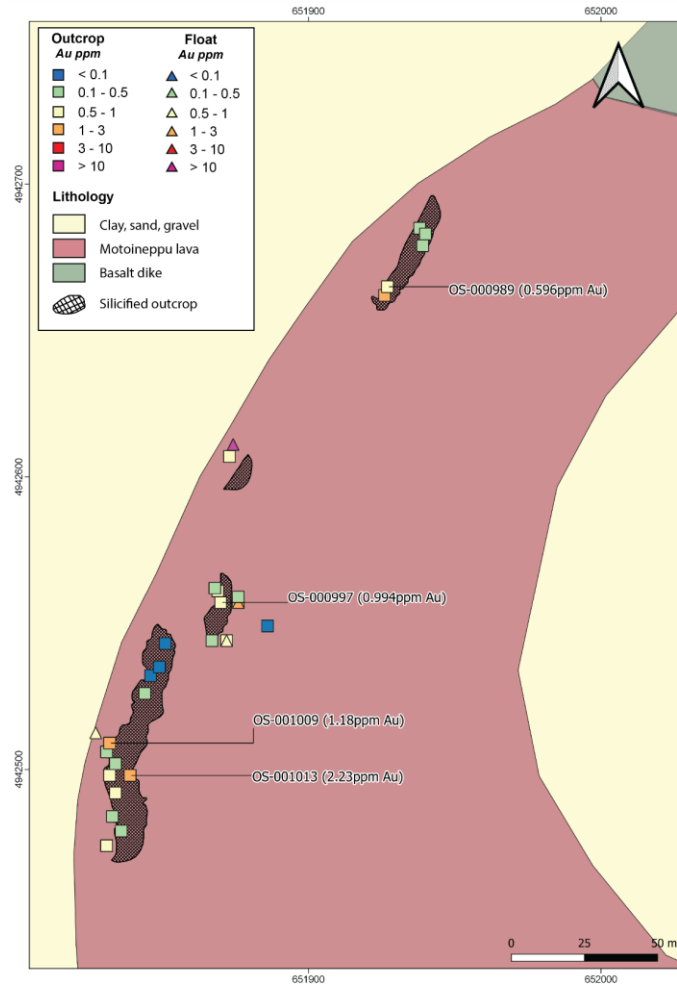 651900
652000
Outcrop
Au ppm
< 0.1
0.1 - 0.5
0.5 - 1
1 - 3
3 - 10
> 10
Float
Au ppm
< 0.1
0.1 - 0.5
0.5 - 1
1 - 3
3 - 10
> 10
Lithology
Clay, sand, gravel
Motoineppu lava
Basalt dike
Silicified outcrop
4942700
OS-000989 (0.596ppm Au)
4942600
OS-000997 (0.994ppm Au)
OS-001009 (1.18ppm Au)
4942500
OS-001013 (2.23ppm Au)
0
25
50 m
651900
652000